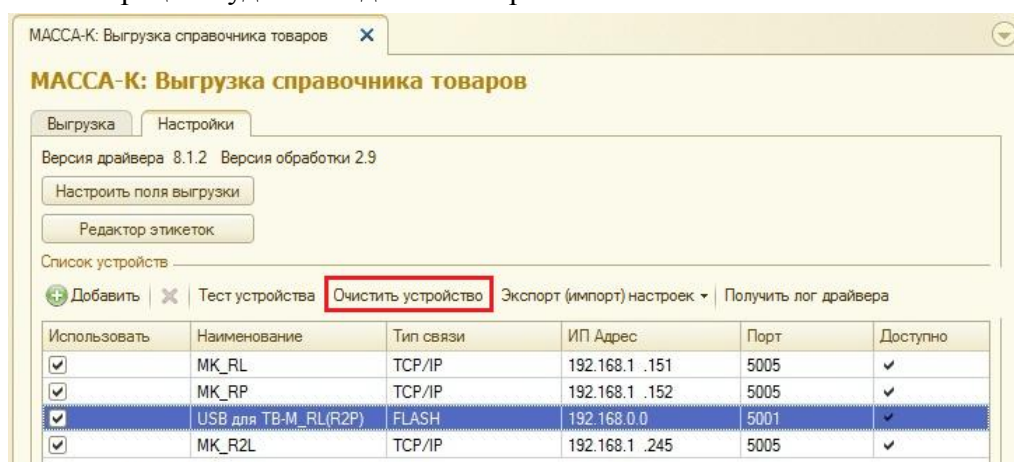 МАССА-К: Выгрузка справочника товаров ×
МАССА-К: Выгрузка справочника товаров
Выгрузка Настройки
Версия драйвера 8.1.2 Версия обработки 2.9
Настроить поля выгрузки
Редактор этикеток
Список устройств
Добавить Тест устройства Очистить устройство Экспорт (импорт) настроек Получить лог драйвера
Использовать Наименование Тип связи ИП Адрес Порт Доступно
MK_RL TCP/IP 192.168.1 .151 5005
MK_RP TCP/IP 192.168.1 .152 5005
USB для TB-M_RL(R2P) FLASH 192.168.0.0 5001
MK_R2L TCP/IP 192.168.1 .245 5005